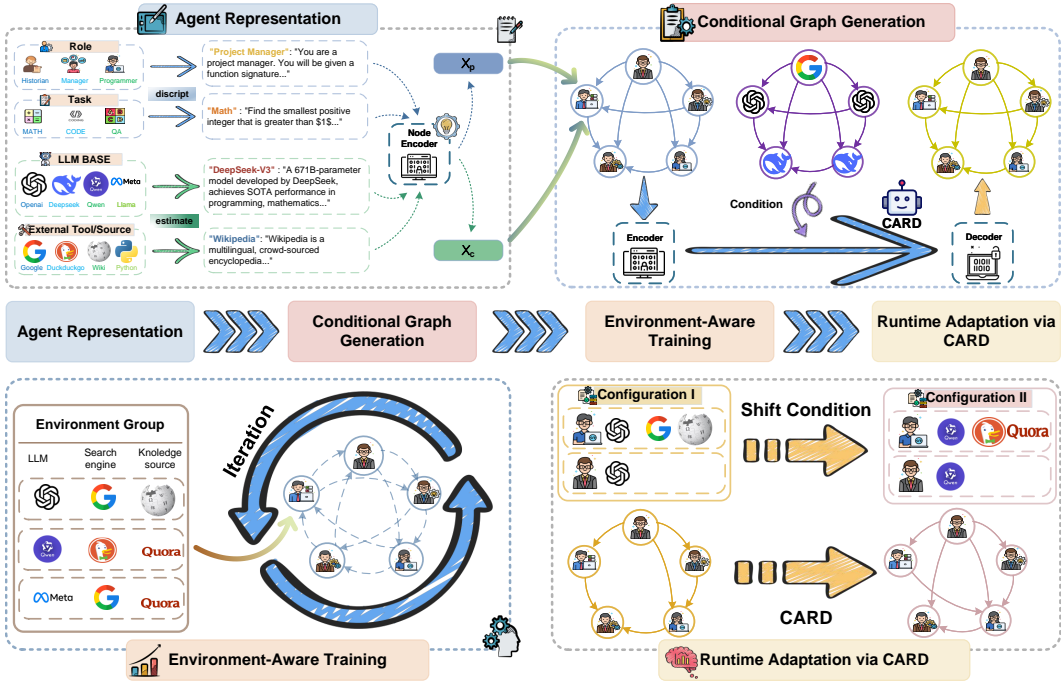 Agent Representation
Role
Historian
Manager
Programmer
Task
MATH
CODE
QA
discript
"Project Manager": "You are a
project manager. You will be given a
function signature..."
"Math" : "Find the smallest positive
integer that is greater than $1$..."
LLM BASE
Meta
Openai
Deepseek
Qwen
Llama
estimate
External Tool/Source
Google
Duckduckgo
Wiki
Python
"DeepSeek-V3" : "A 671B-parameter
model developed by DeepSeek,
achieves SOTA performance in
programming, mathematics..."
"Wikipedia": "Wikipedia is a
multilingual, crowd-sourced
encyclopedia..."
Node
Encoder
Xp
Xc
Conditional Graph Generation
Condition
CARD
Encoder
Decoder
Agent Representation
Conditional Graph
Generation
Environment-Aware
Training
Runtime Adaptation via
CARD
Environment Group
LLM
Search
engine
Knoledge
source
Qwen
Quora
Meta
Quora
Iteration
Environment-Aware Training
Configuration I
Shift Condition
Configuration II
Qwen
Quora
Qwen
CARD
Runtime Adaptation via CARD